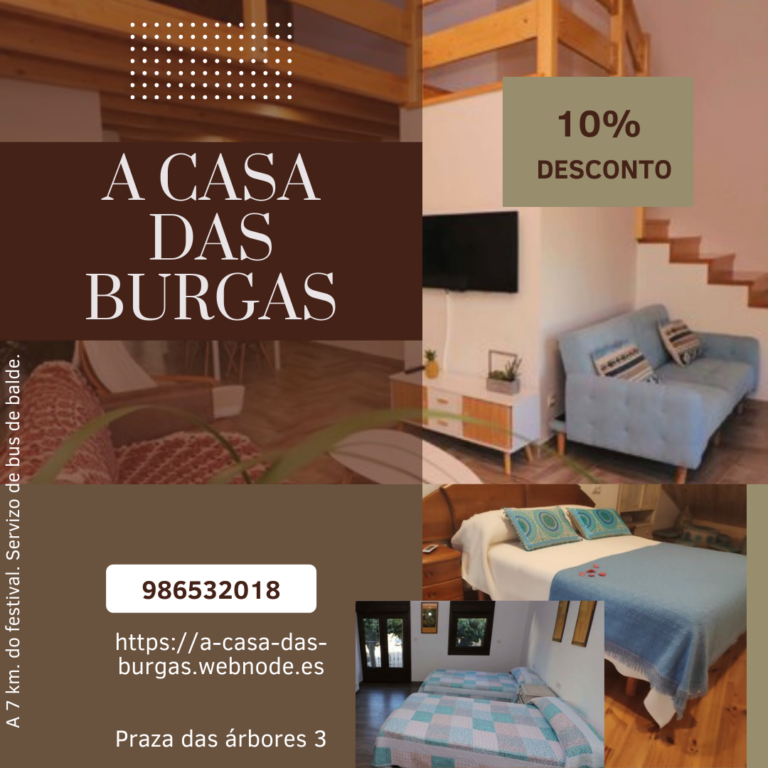 A CASA
DAS
BURGAS
10%
DESCONTO
A 7 km. do festival. Servizo de bus de balde.
986532018
https://a-casa-das-
burgas.webnode.es
Praza das árbores 3